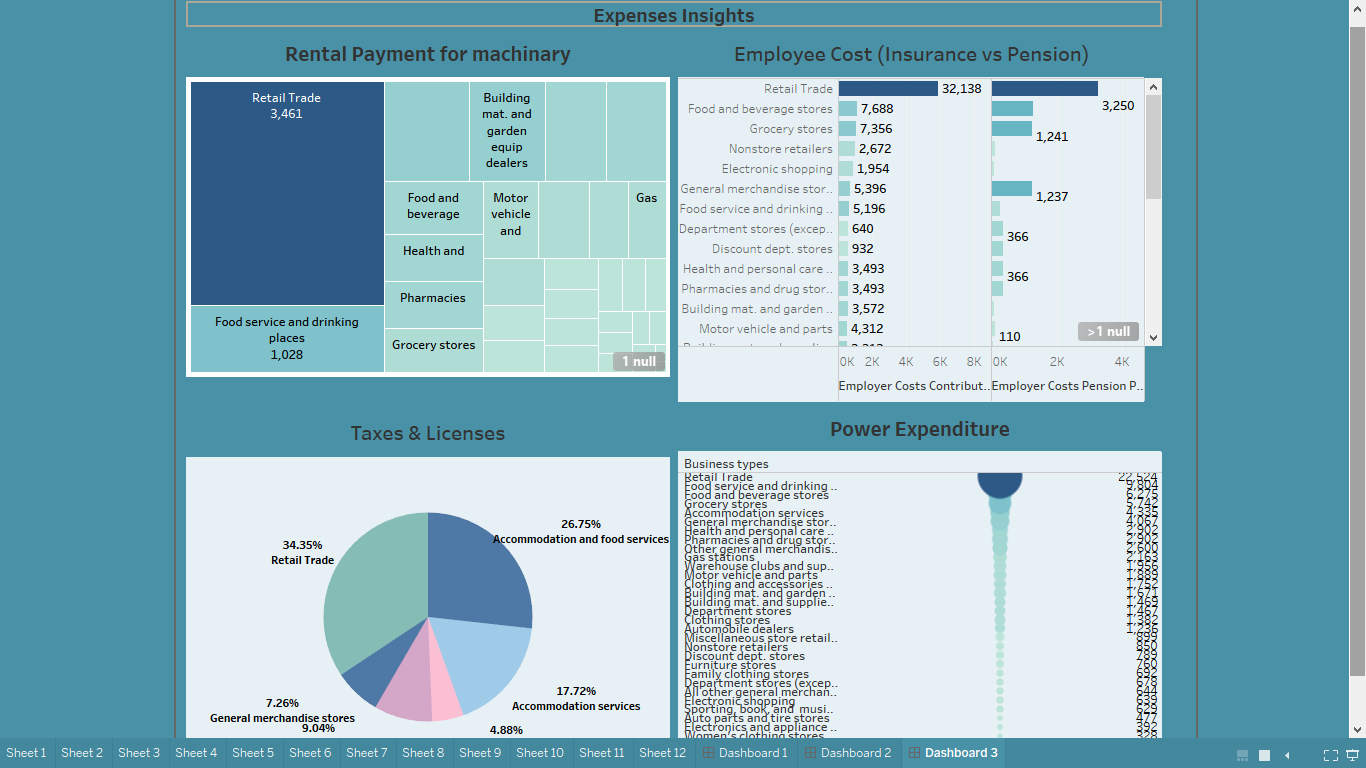 Expenses Insights
Rental Payment for machinary
Retail Trade
3,461
Building
mat. and
garden
equip
dealers
Food and
beverage
Motor
vehicle
and
Gas
Health and
Pharmacies
Grocery stores
Food service and drinking
places
1,028
1 null
Employee Cost (Insurance vs Pension)
Retail Trade 32,138 3,250
Food and beverage stores 7,688
Grocery stores 7,356 1,241
Nonstore retailers 2,672
Electronic shopping 1,954
General merchandise stor.. 5,396 1,237
Food service and drinking .. 5,196
Department stores (excep.. 640 366
Discount dept. stores 932
Health and personal care .. 3,493 366
Pharmacies and drug stor.. 3,493
Building mat. and garden .. 3,572
Motor vehicle and parts 4,312 110
>1 null
0K 2K 4K 6K 8K 0K 2K 4K
Employer Costs Contribut.. Employer Costs Pension P..
Taxes & Licenses
26.75%
Accommodation and food services
34.35%
Retail Trade
17.72%
Accommodation services
7.26%
General merchandise stores
9.04%
4.88%
Power Expenditure
Business types
Retail Trade 22,524
Food service and drinking .. 9,804
Food and beverage stores 6,275
Grocery stores 5,742
Accommodation services 4,335
General merchandise stor.. 4,067
Health and personal care .. 2,902
Pharmacies and drug stor.. 2,902
Other general merchandis.. 2,600
Gas stations 2,163
Warehouse clubs and sup.. 1,956
Motor vehicle and parts 1,889
Clothing and accessories .. 1,752
Building mat. and garden .. 1,671
Building mat. and supplie.. 1,469
Department stores 1,467
Clothing stores 1,382
Automobile dealers 1,236
Miscellaneous store retail.. 899
Nonstore retailers 850
Discount dept. stores 789
Furniture stores 760
Family clothing stores 692
Department stores (excep.. 678
All other general merchan.. 644
Electronic shopping 639
Sporting, book, and musi.. 629
Auto parts and tire stores 477
Electronics and appliance .. 392
Women's clothing stores 328
Sheet 1 Sheet 2 Sheet 3 Sheet 4 Sheet 5 Sheet 6 Sheet 7 Sheet 8 Sheet 9 Sheet 10 Sheet 11 Sheet 12 Dashboard 1 Dashboard 2 Dashboard 3